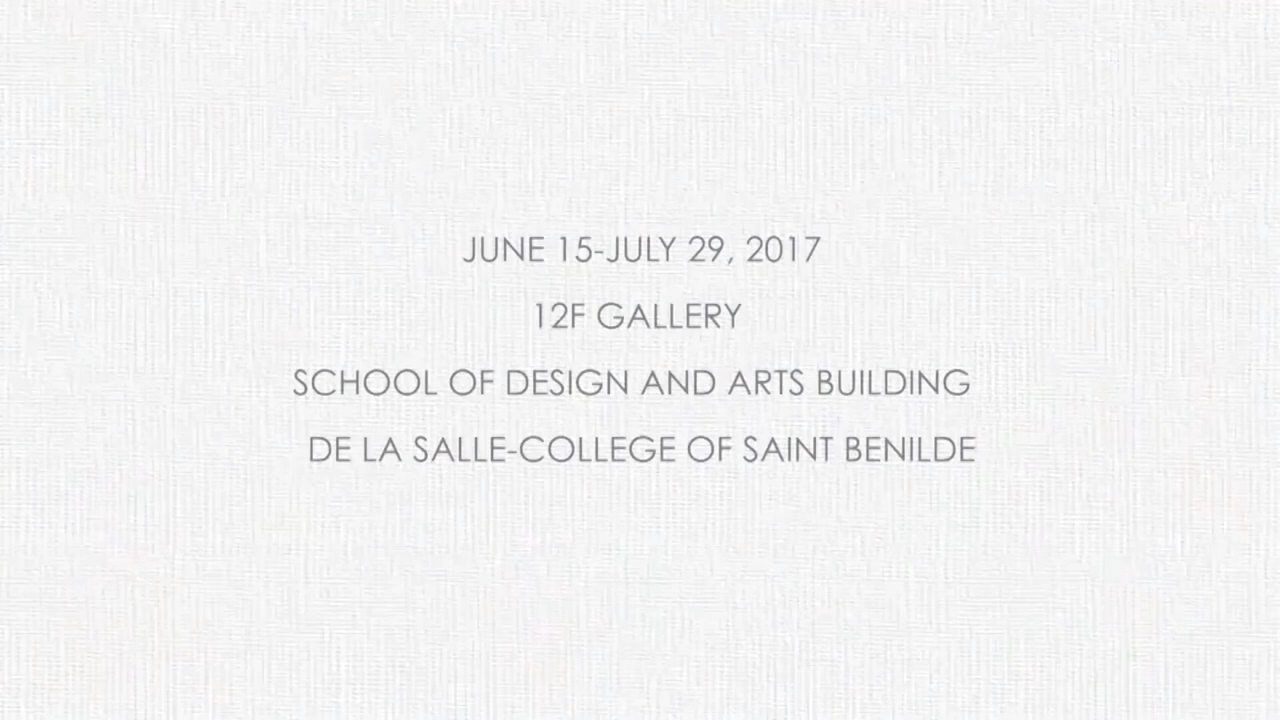 JUNE 15-JULY 29, 2017
12F GALLERY
SCHOOL OF DESIGN AND ARTS BUILDING
DE LA SALLE-COLLEGE OF SAINT BENILDE